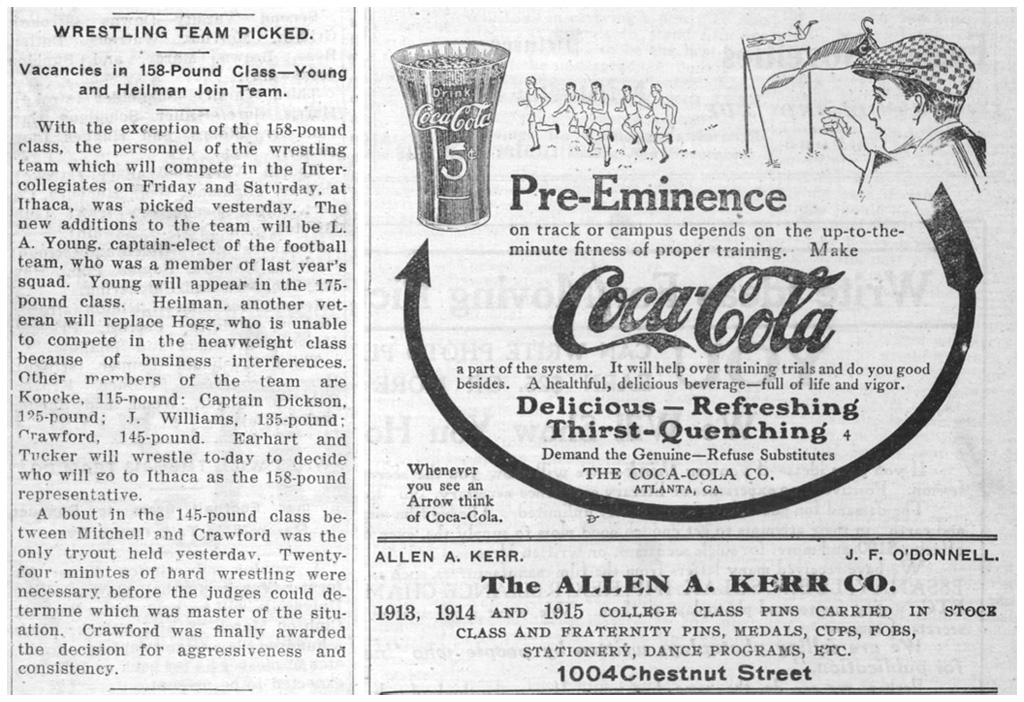 WRESTLING TEAM PICKED.
Vacancies in 158-Pound Class—Young
and Heilman Join Team.
With the exception of the 158-pound
class, the personnel of the wrestling
team which will compete in the Inter-
collegiates on Friday and Saturday, at
Ithaca, was picked yesterday. The
new additions to the team will be L.
A. Young, captain-elect of the football
team, who was a member of last year's
squad. Young will appear in the 175-
pound class. Heilman, another vet-
eran will replace Hogg, who is unable
to compete in the heavweight class
because of business interferences.
Other members of the team are
Kopcke, 115-pound: Captain Dickson,
125-pound; J. Williams, 135-pound;
Crawford, 145-pound. Earhart and
Tucker will wrestle to-day to decide
who will go to Ithaca as the 158-pound
representative.
A bout in the 145-pound class be-
tween Mitchell and Crawford was the
only tryout held yesterday. Twenty-
four minutes of hard wrestling were
necessary before the judges could de-
termine which was master of the situ-
ation. Crawford was finally awarded
the decision for aggressiveness and
consistency.
Drink
Coca-Cola
5¢
Pre-Eminence
on track or campus depends on the up-to-the-
minute fitness of proper training. Make
Coca-Cola
a part of the system. It will help over training trials and do you good
besides. A healthful, delicious beverage—full of life and vigor.
Delicious—Refreshing
Thirst-Quenching 4
Demand the Genuine—Refuse Substitutes
THE COCA-COLA CO.
ATLANTA, GA.
Whenever
you see an
Arrow think
of Coca-Cola.
ALLEN A. KERR. J. F. O'DONNELL.
The ALLEN A. KERR CO.
1913, 1914 AND 1915 COLLEGE CLASS PINS CARRIED IN STOCK
CLASS AND FRATERNITY PINS, MEDALS, CUPS, FOBS,
STATIONERY, DANCE PROGRAMS, ETC.
1004 Chestnut Street